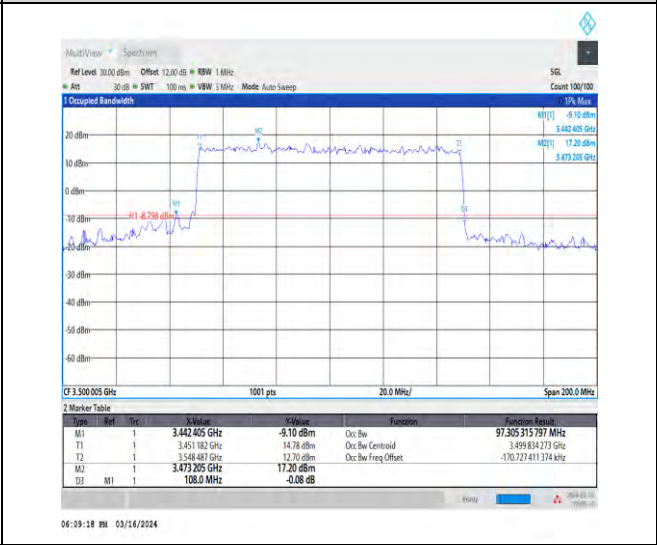 MultiView Spectrum
Ref Level 30.00 dBm Offset 12.00 dB RBW 1 MHz SGL
Att 30 dB SWT 100 ms VBW 3 MHz Mode Auto Sweep Count 100/100
1 Occupied Bandwidth 1Pk Max
M1[1] -9.10 dBm
3.442 405 GHz
M2[1] 17.20 dBm
3.473 205 GHz
20 dBm
M2
10 dBm
0 dBm
M1
D3
-10 dBm
H1 -8.798 dBm
-20 dBm
-30 dBm
-40 dBm
-50 dBm
-60 dBm
CF 3.500 005 GHz 1001 pts 20.0 MHz/ Span 200.0 MHz
2 Marker Table
Type Ref Trc X-Value Y-Value Function Function Result
M1 1 3.442 405 GHz -9.10 dBm Occ Bw 97.305 315 797 MHz
T1 1 3.451 182 GHz 14.78 dBm Occ Bw Centroid 3.499 834 273 GHz
T2 1 3.548 487 GHz 12.70 dBm Occ Bw Freq Offset -170.727 411 374 kHz
M2 1 3.473 205 GHz 17.20 dBm
D3 M1 1 108.0 MHz -0.08 dB
06:09:18 PM 03/16/2024